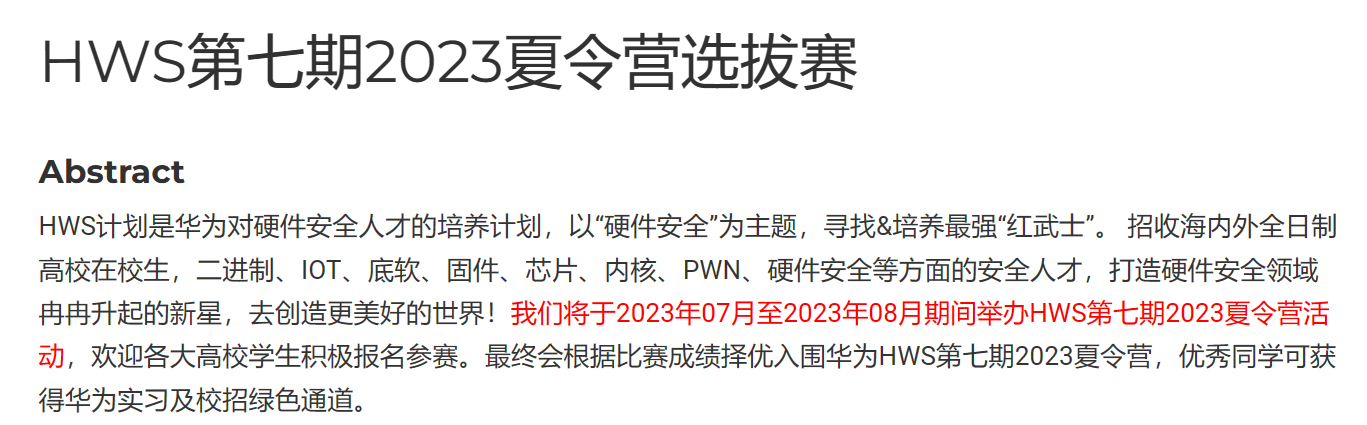 HWS第七期2023夏令营选拔赛
Abstract
HWS计划是华为对硬件安全人才的培养计划，以“硬件安全”为主题，寻找&培养最强“红武士”。 招收海内外全日制
高校在校生，二进制、IOT、底软、固件、芯片、内核、PWN、硬件安全等方面的安全人才，打造硬件安全领域
冉冉升起的新星，去创造更美好的世界！我们将于2023年07月至2023年08月期间举办HWS第七期2023夏令营活
动，欢迎各大高校学生积极报名参赛。最终会根据比赛成绩择优入围华为HWS第七期2023夏令营，优秀同学可获
得华为实习及校招绿色通道。